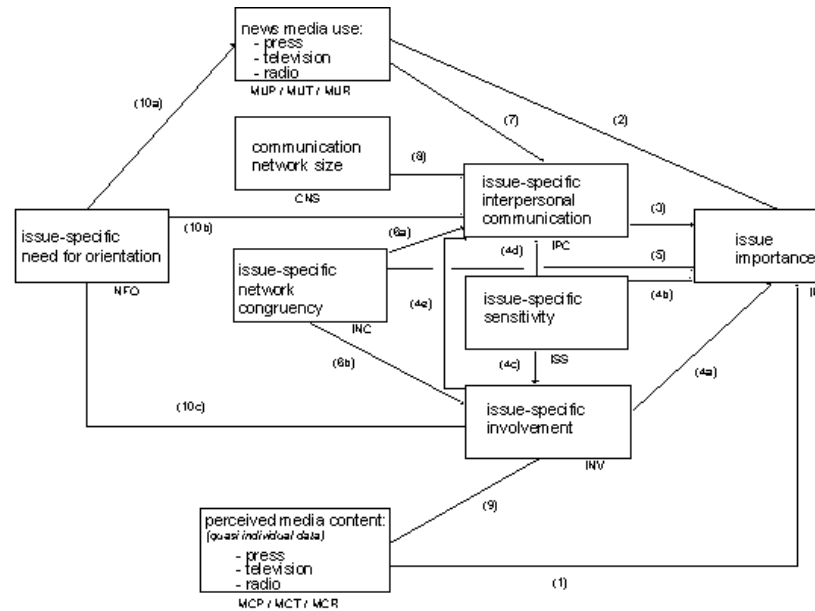 news media use:
- press
- television
- radio
MUP / MUT / MUR
(10a)
(7)
(2)
communication
network size
CNS
(8)
issue-specific
interpersonal
communication
IPC
(3)
issue-specific
need for orientation
NFO
(10b)
(6a)
issue
importance
issue-specific
network
congruency
INC
(4d)
(5)
(4e)
(4b)
issue-specific
sensitivity
ISS
(6b)
(4c)
(4a)
(10c)
issue-specific
involvement
INV
(9)
perceived media content:
(quasi individual data)
- press
- television
- radio
MCP / MCT / MCR
(1)